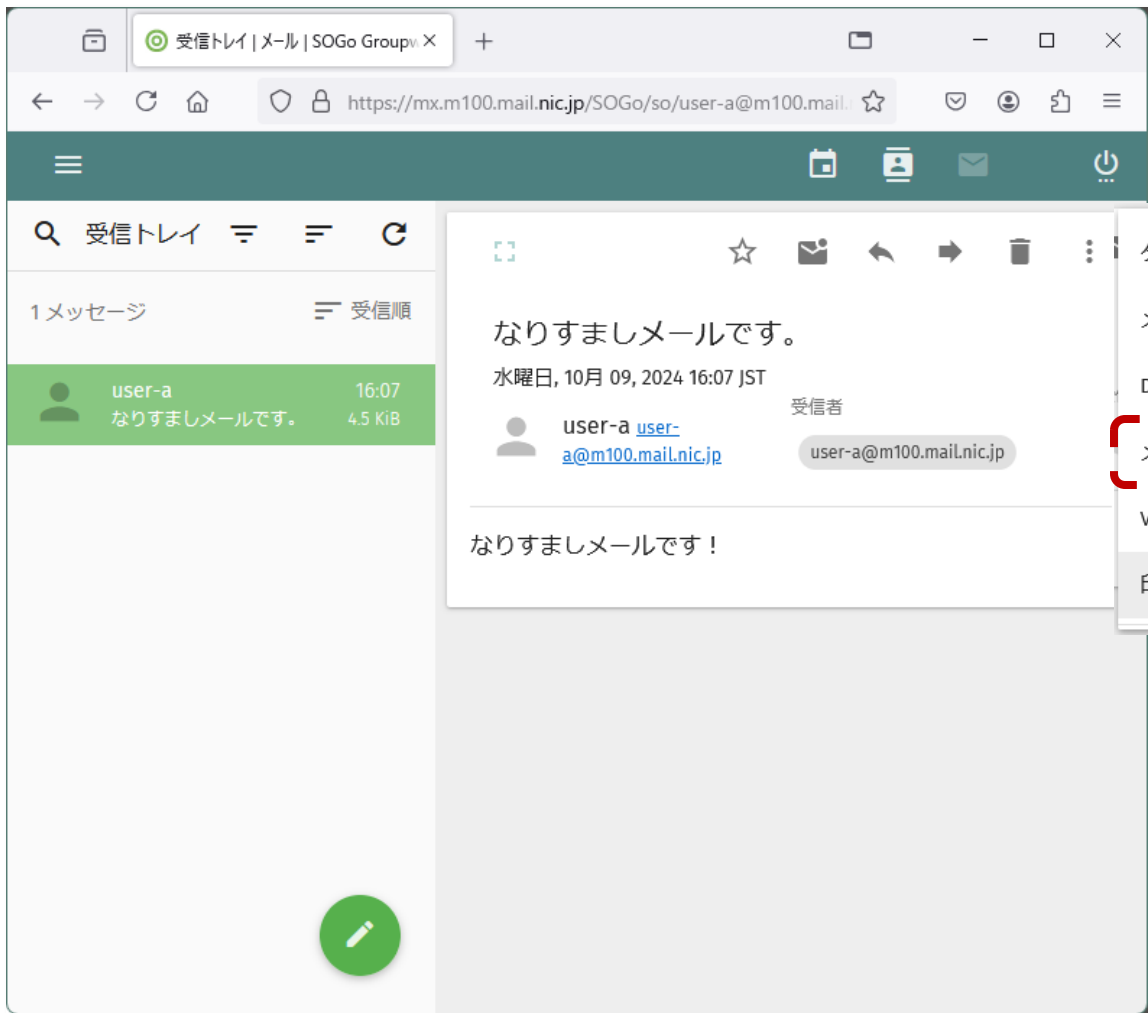 受信トレイ | メール | SOGo Groupw
https://mx.m100.mail.nic.jp/SOGo/so/user-a@m100.mail.
受信トレイ
1 メッセージ
受信順
user-a
16:07
なりすましメールです。
4.5 KiB
なりすましメールです。
水曜日, 10月 09, 2024 16:07 JST
user-a user-
a@m100.mail.nic.jp
受信者
user-a@m100.mail.nic.jp
なりすましメールです！